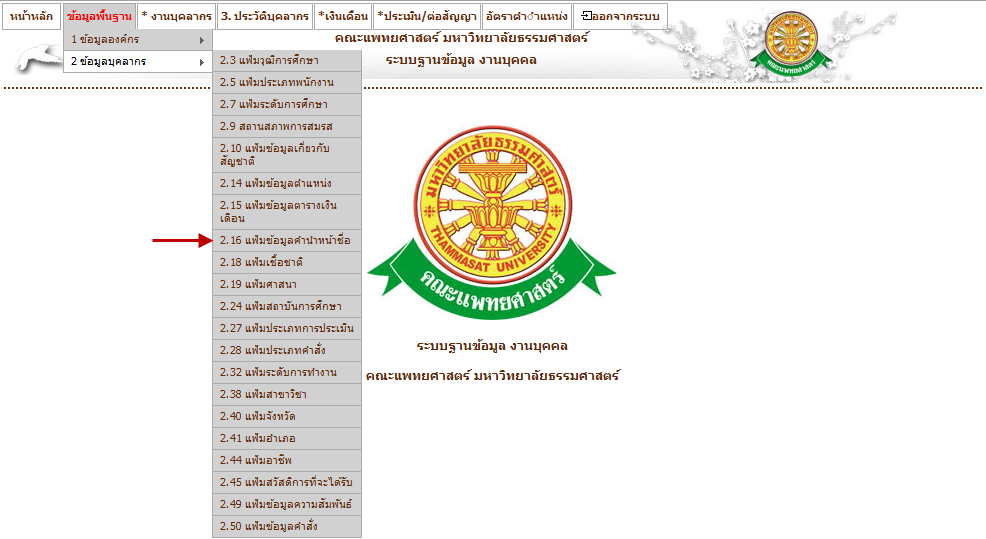 หน้าหลัก ข้อมูลพื้นฐาน * งานบุคลากร 3. ประวัติบุคลากร *เงินเดือน *ประเมิน/ต่อสัญญา อัตราตำาแหน่ง ออกจากระบบ
คณะแพทยศาสตร์ มหาวิทยาลัยธรรมศาสตร์
ระบบฐานข้อมูล งานบุคคล
1 ข้อมูลองค์กร
2 ข้อมูลบุคลากร
2.3 แฟ้มวุฒิการศึกษา
2.5 แฟ้มประเภทพนักงาน
2.7 แฟ้มระดับการศึกษา
2.9 สถานสภาพการสมรส
2.10 แฟ้มข้อมูลเกี่ยวกับ
สัญชาติ
2.14 แฟ้มข้อมูลตำแหน่ง
2.15 แฟ้มข้อมูลตารางเงิน
เดือน
2.16 แฟ้มข้อมูลคำนำหน้าชื่อ
2.18 แฟ้มเชื้อชาติ
2.19 แฟ้มศาสนา
2.24 แฟ้มสถาบันการศึกษา
2.27 แฟ้มประเภทการประเมิน
2.28 แฟ้มประเภทคำสั่ง
2.32 แฟ้มระดับการทำงาน
2.38 แฟ้มสาขาวิชา
2.40 แฟ้มจังหวัด
2.41 แฟ้มอำเภอ
2.44 แฟ้มอาชีพ
2.45 แฟ้มสวัสดิการที่จะได้รับ
2.49 แฟ้มข้อมูลความสัมพันธ์
2.50 แฟ้มข้อมูลคำสั่ง
มหาวิทยาลัยธรรมศาสตร์
THAMMASAT UNIVERSITY
คณะแพทยศาสตร์
ระบบฐานข้อมูล งานบุคคล
คณะแพทยศาสตร์ มหาวิทยาลัยธรรมศาสตร์